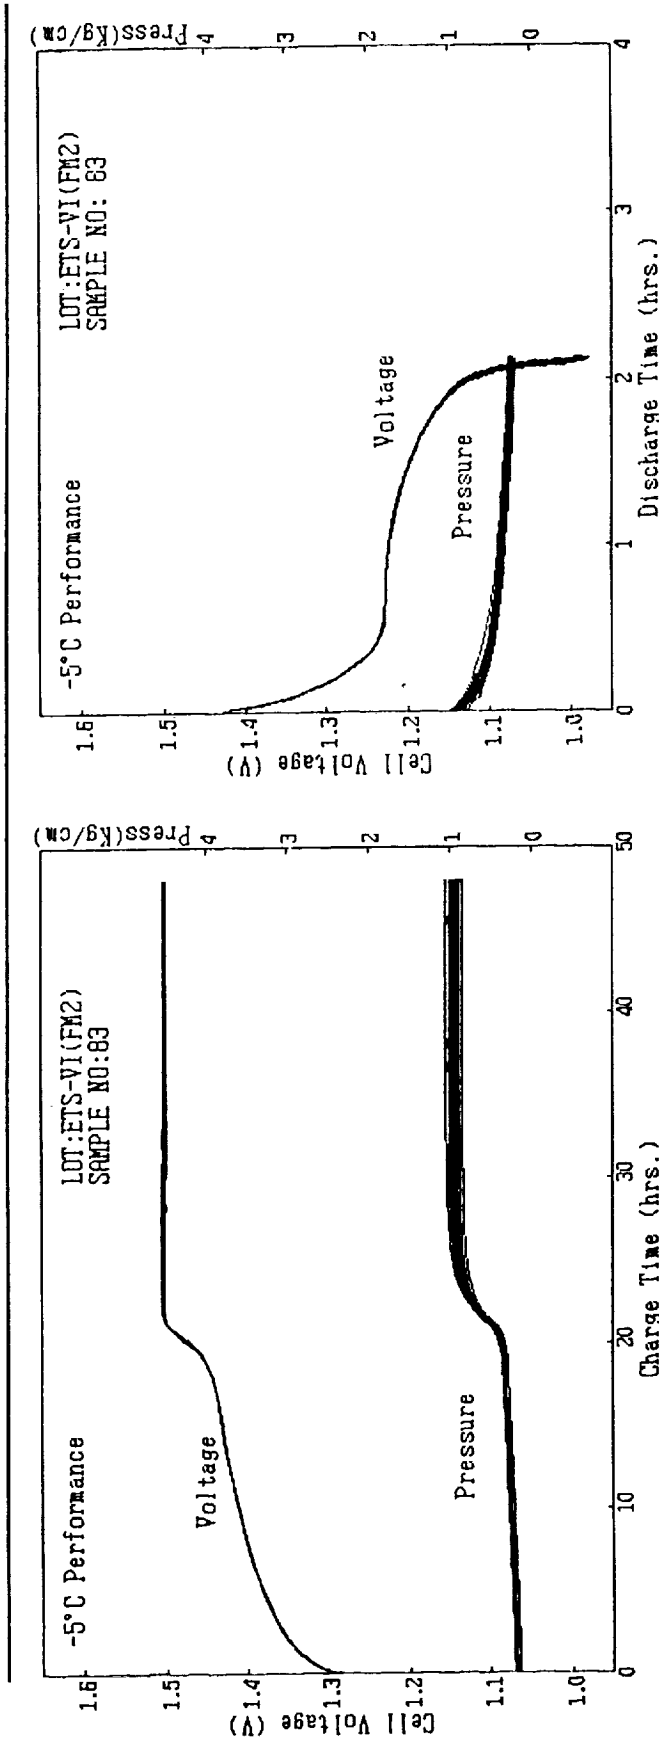 -5°C Performance
LOT:ETS-VI(FM2)
SAMPLE NO:83
Voltage
Pressure
Cell Voltage (V)
1.6
1.5
1.4
1.3
1.2
1.1
1.0
Press(Kg/cm)
4
3
2
1
0
0
10
20
30
40
50
Charge Time (hrs.)
-5°C Performance
LOT:ETS-VI(FM2)
SAMPLE NO: 83
Voltage
Pressure
Cell Voltage (V)
1.6
1.5
1.4
1.3
1.2
1.1
1.0
Press(Kg/cm)
4
3
2
1
0
0
1
2
3
4
Discharge Time (hrs.)